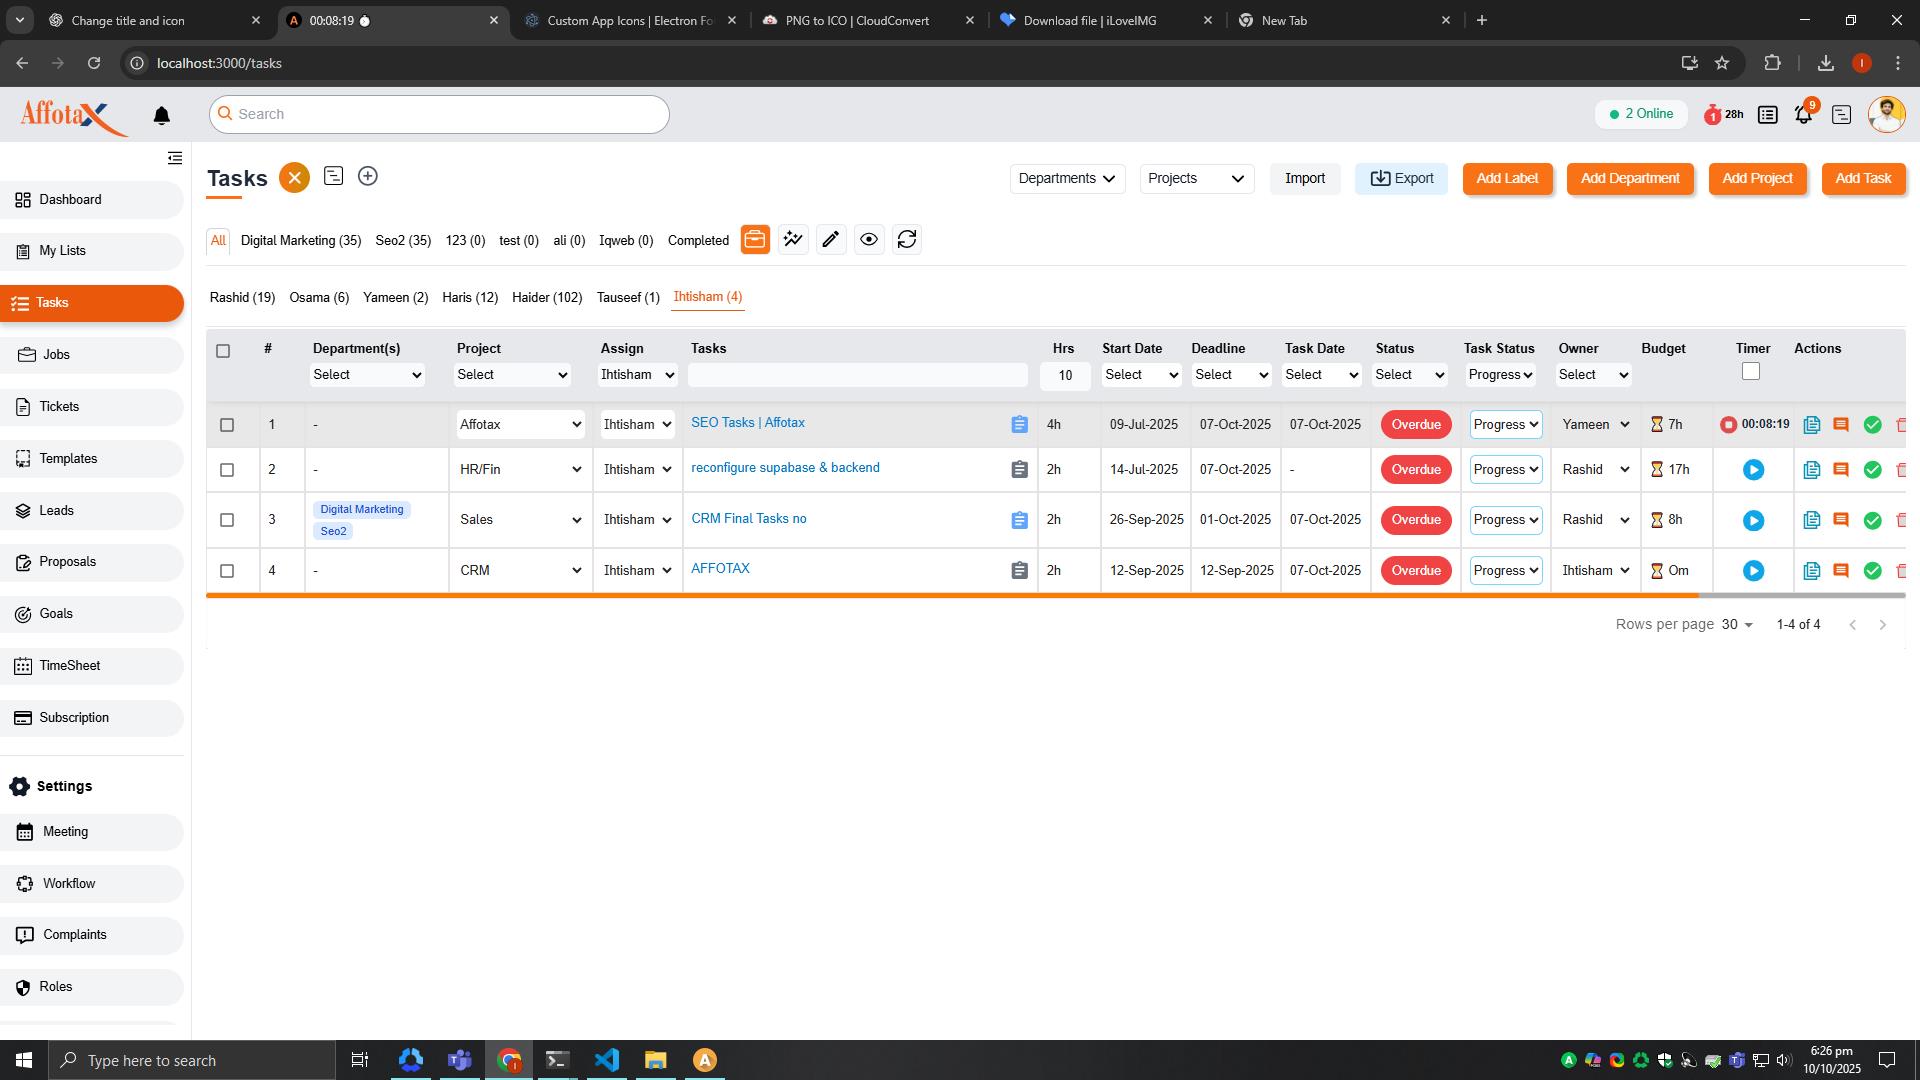 Change title and icon
A 00:08:19
Custom App Icons | Electron Fo
PNG to ICO | CloudConvert
Download file | iLoveIMG
New Tab
localhost:3000/tasks
I
AffotaX
Search
2 Online
1 28h
9
Tasks
Departments
Projects
Import
Export
Add Label
Add Department
Add Project
Add Task
Dashboard
My Lists
Tasks
Jobs
Tickets
Templates
Leads
Proposals
Goals
TimeSheet
Subscription
Settings
Meeting
Workflow
Complaints
Roles
All Digital Marketing (35) Seo2 (35) 123 (0) test (0) ali (0) Iqweb (0) Completed
Rashid (19) Osama (6) Yameen (2) Haris (12) Haider (102) Tauseef (1) Ihtisham (4)
# Department(s) Project Assign Tasks Hrs Start Date Deadline Task Date Status Task Status Owner Budget Timer Actions
Select Select Ihtisham 10 Select Select Select Select Progress Select
1 - Affotax Ihtisham SEO Tasks | Affotax 4h 09-Jul-2025 07-Oct-2025 07-Oct-2025 Overdue Progress Yameen 7h 00:08:19
2 - HR/Fin Ihtisham reconfigure supabase & backend 2h 14-Jul-2025 07-Oct-2025 - Overdue Progress Rashid 17h
3 Digital Marketing Seo2 Sales Ihtisham CRM Final Tasks no 2h 26-Sep-2025 01-Oct-2025 07-Oct-2025 Overdue Progress Rashid 8h
4 - CRM Ihtisham AFFOTAX 2h 12-Sep-2025 12-Sep-2025 07-Oct-2025 Overdue Progress Ihtisham 0m
Rows per page 30 1-4 of 4
Type here to search
6:26 pm
10/10/2025